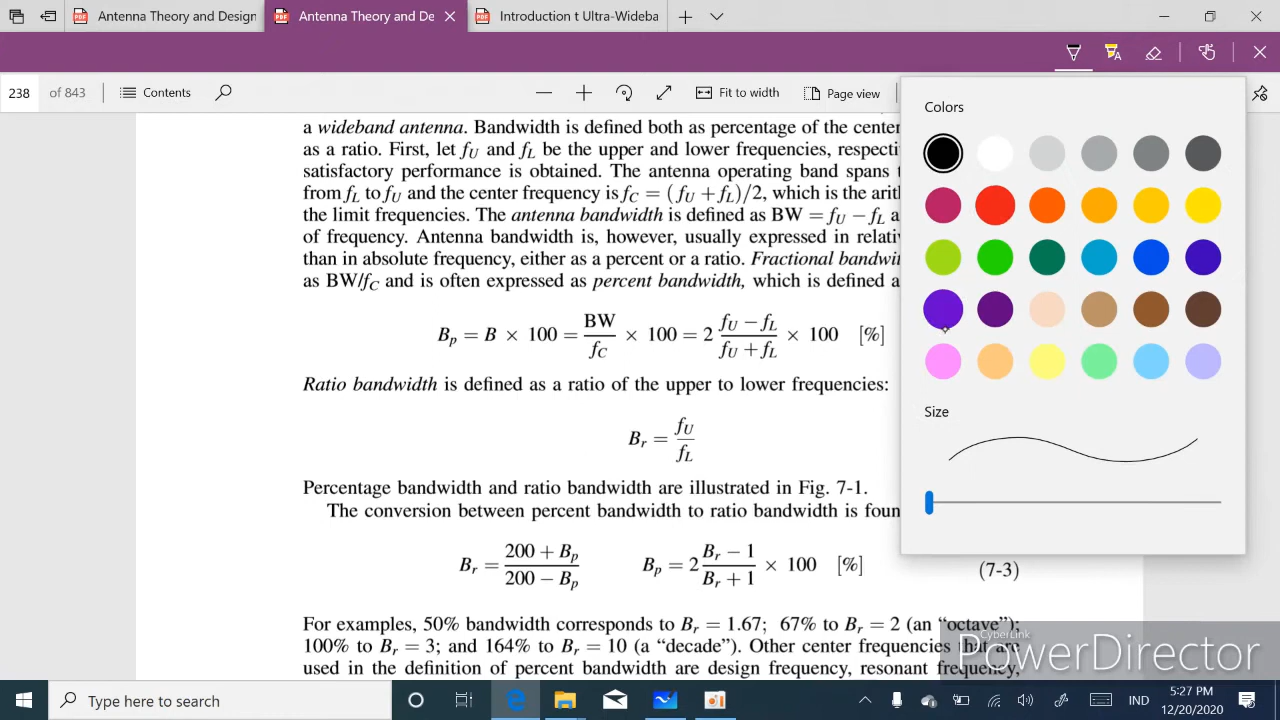 Antenna Theory and Design
Antenna Theory and De
Introduction t Ultra-Wideba
238 of 843
Contents
Fit to width
Page view
a wideband antenna. Bandwidth is defined both as percentage of the center
as a ratio. First, let fU and fL be the upper and lower frequencies, respecti
satisfactory performance is obtained. The antenna operating band spans
from fL to fU and the center frequency is fC = (fU + fL)/2, which is the arit
the limit frequencies. The antenna bandwidth is defined as BW = fU − fL a
of frequency. Antenna bandwidth is, however, usually expressed in relati
than in absolute frequency, either as a percent or a ratio. Fractional bandwi
as BW/fC and is often expressed as percent bandwidth, which is defined a
Bp = B × 100 = BW/fC × 100 = 2 (fU − fL)/(fU + fL) × 100 [%]
Ratio bandwidth is defined as a ratio of the upper to lower frequencies:
Br = fU/fL
Percentage bandwidth and ratio bandwidth are illustrated in Fig. 7-1.
The conversion between percent bandwidth to ratio bandwidth is foun
Br = (200 + Bp)/(200 − Bp) Bp = 2 (Br − 1)/(Br + 1) × 100 [%] (7-3)
For examples, 50% bandwidth corresponds to Br = 1.67; 67% to Br = 2 (an “octave”);
100% to Br = 3; and 164% to Br = 10 (a “decade”). Other center frequencies that are
used in the definition of percent bandwidth are design frequency, resonant frequency,
Colors
Size
CyberLink
PowerDirector
Type here to search
IND
5:27 PM
12/20/2020